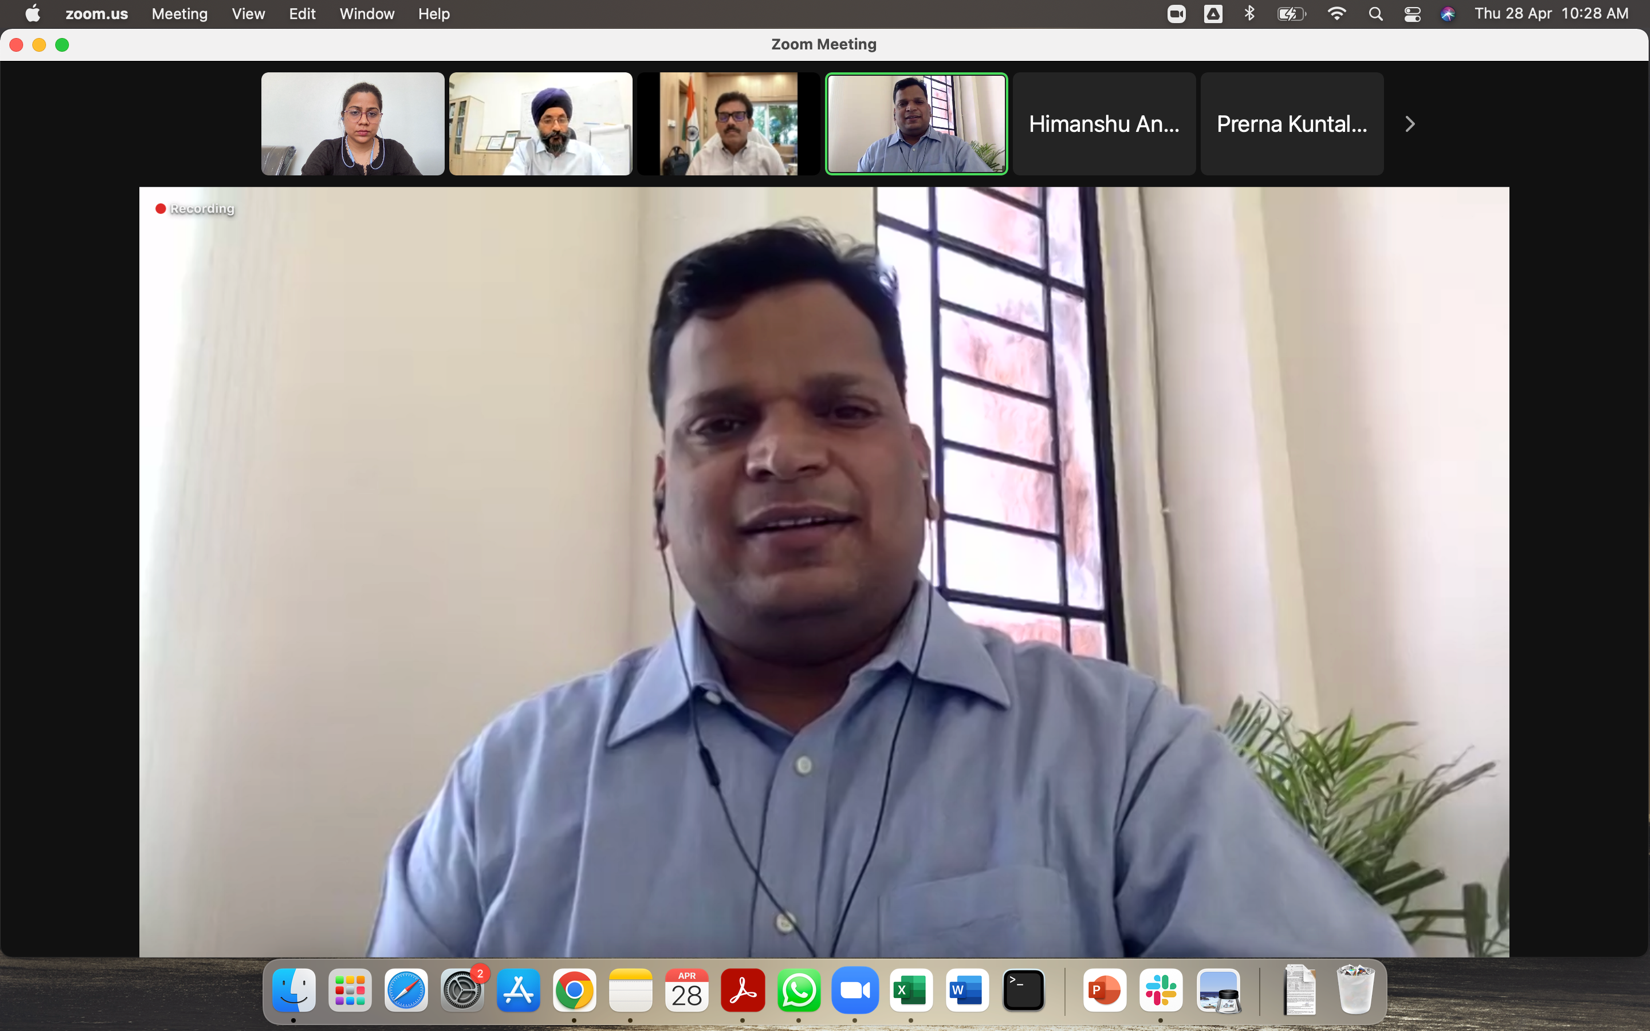 zoom.us Meeting View Edit Window Help Thu 28 Apr 10:28 AM
Zoom Meeting
Himanshu An... Prerna Kuntal...
Recording
2
APR
28
X
W
>_
P